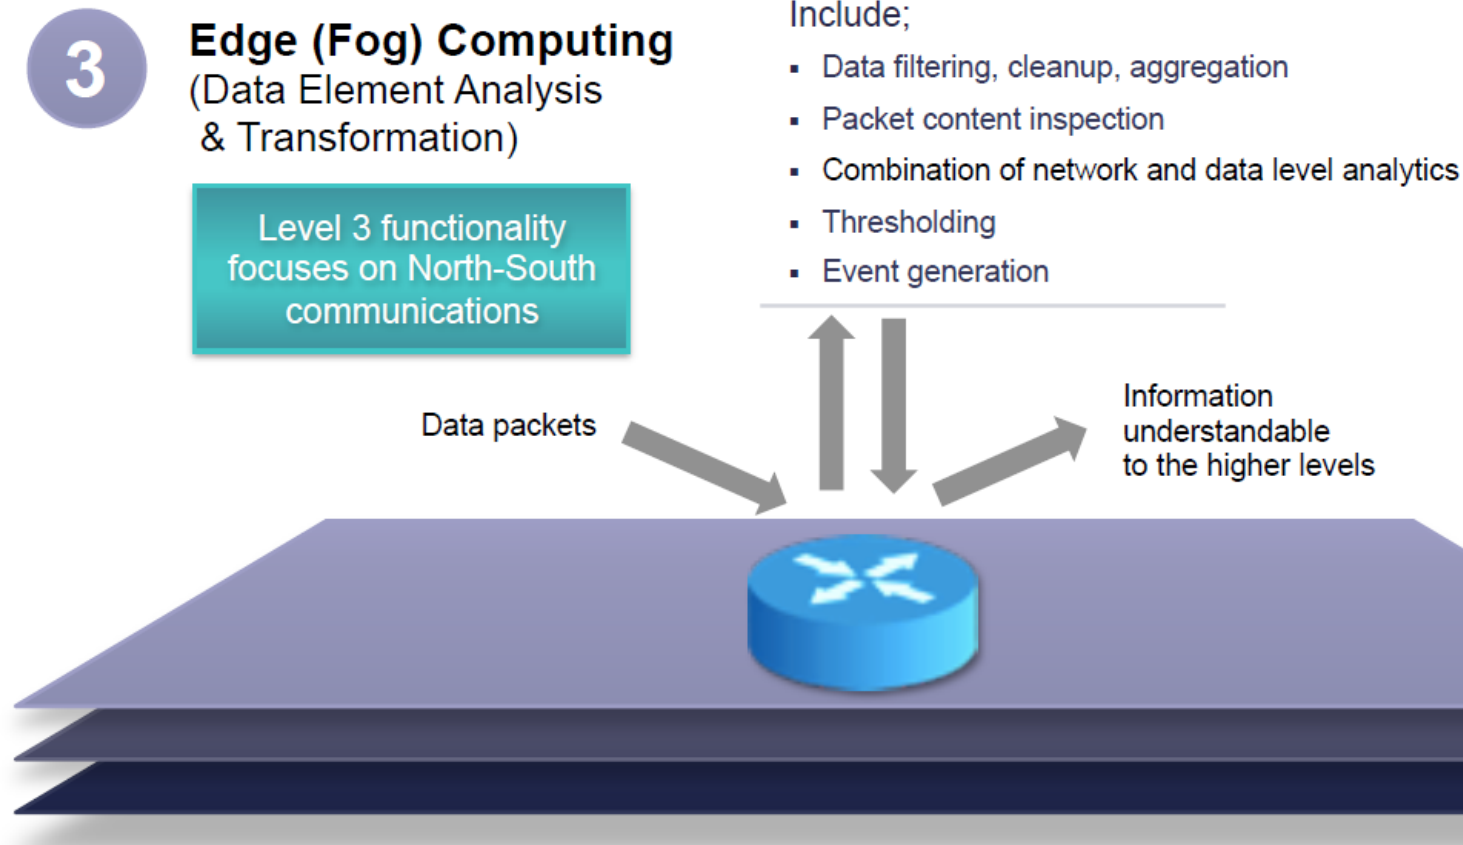 3
Edge (Fog) Computing
(Data Element Analysis
& Transformation)
Level 3 functionality
focuses on North-South
communications
Include;
▪ Data filtering, cleanup, aggregation
▪ Packet content inspection
▪ Combination of network and data level analytics
▪ Thresholding
▪ Event generation
Data packets
Information
understandable
to the higher levels